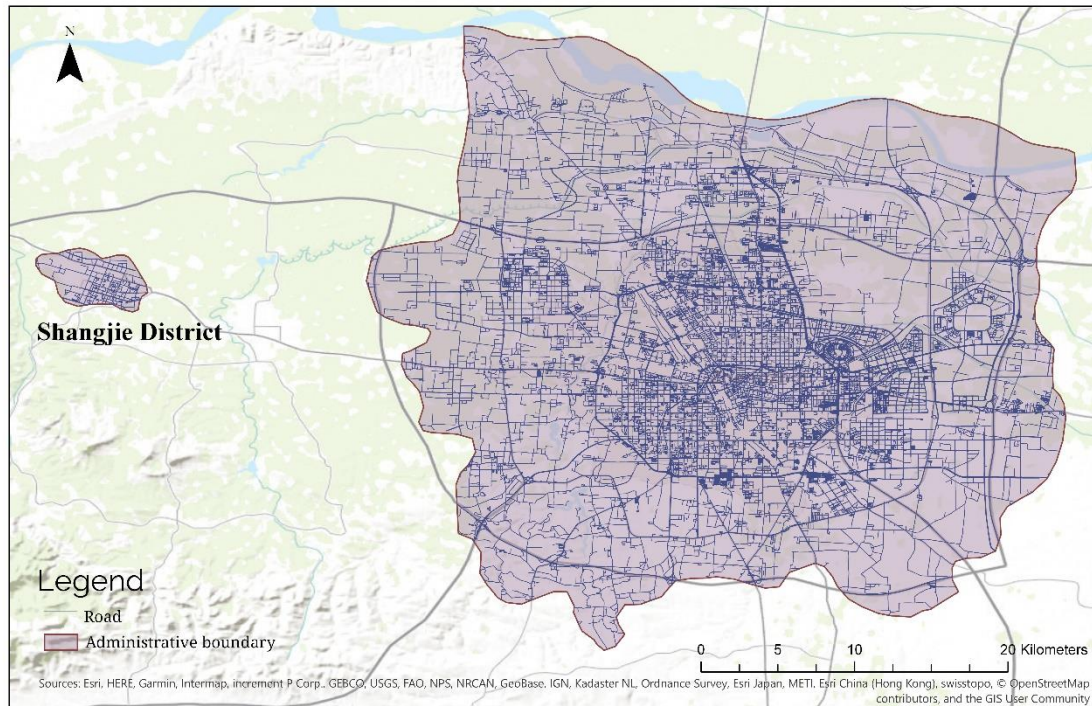 N
Shangjie District
Legend
Road
Administrative boundary
0 5 10 20 Kilometers
Sources: Esri, HERE, Garmin, Intermap, increment P Corp., GEBCO, USGS, FAO, NPS, NRCAN, GeoBase, IGN, Kadaster NL, Ordnance Survey, Esri Japan, METI, Esri China (Hong Kong), swisstopo, © OpenStreetMap
contributors, and the GIS User Community